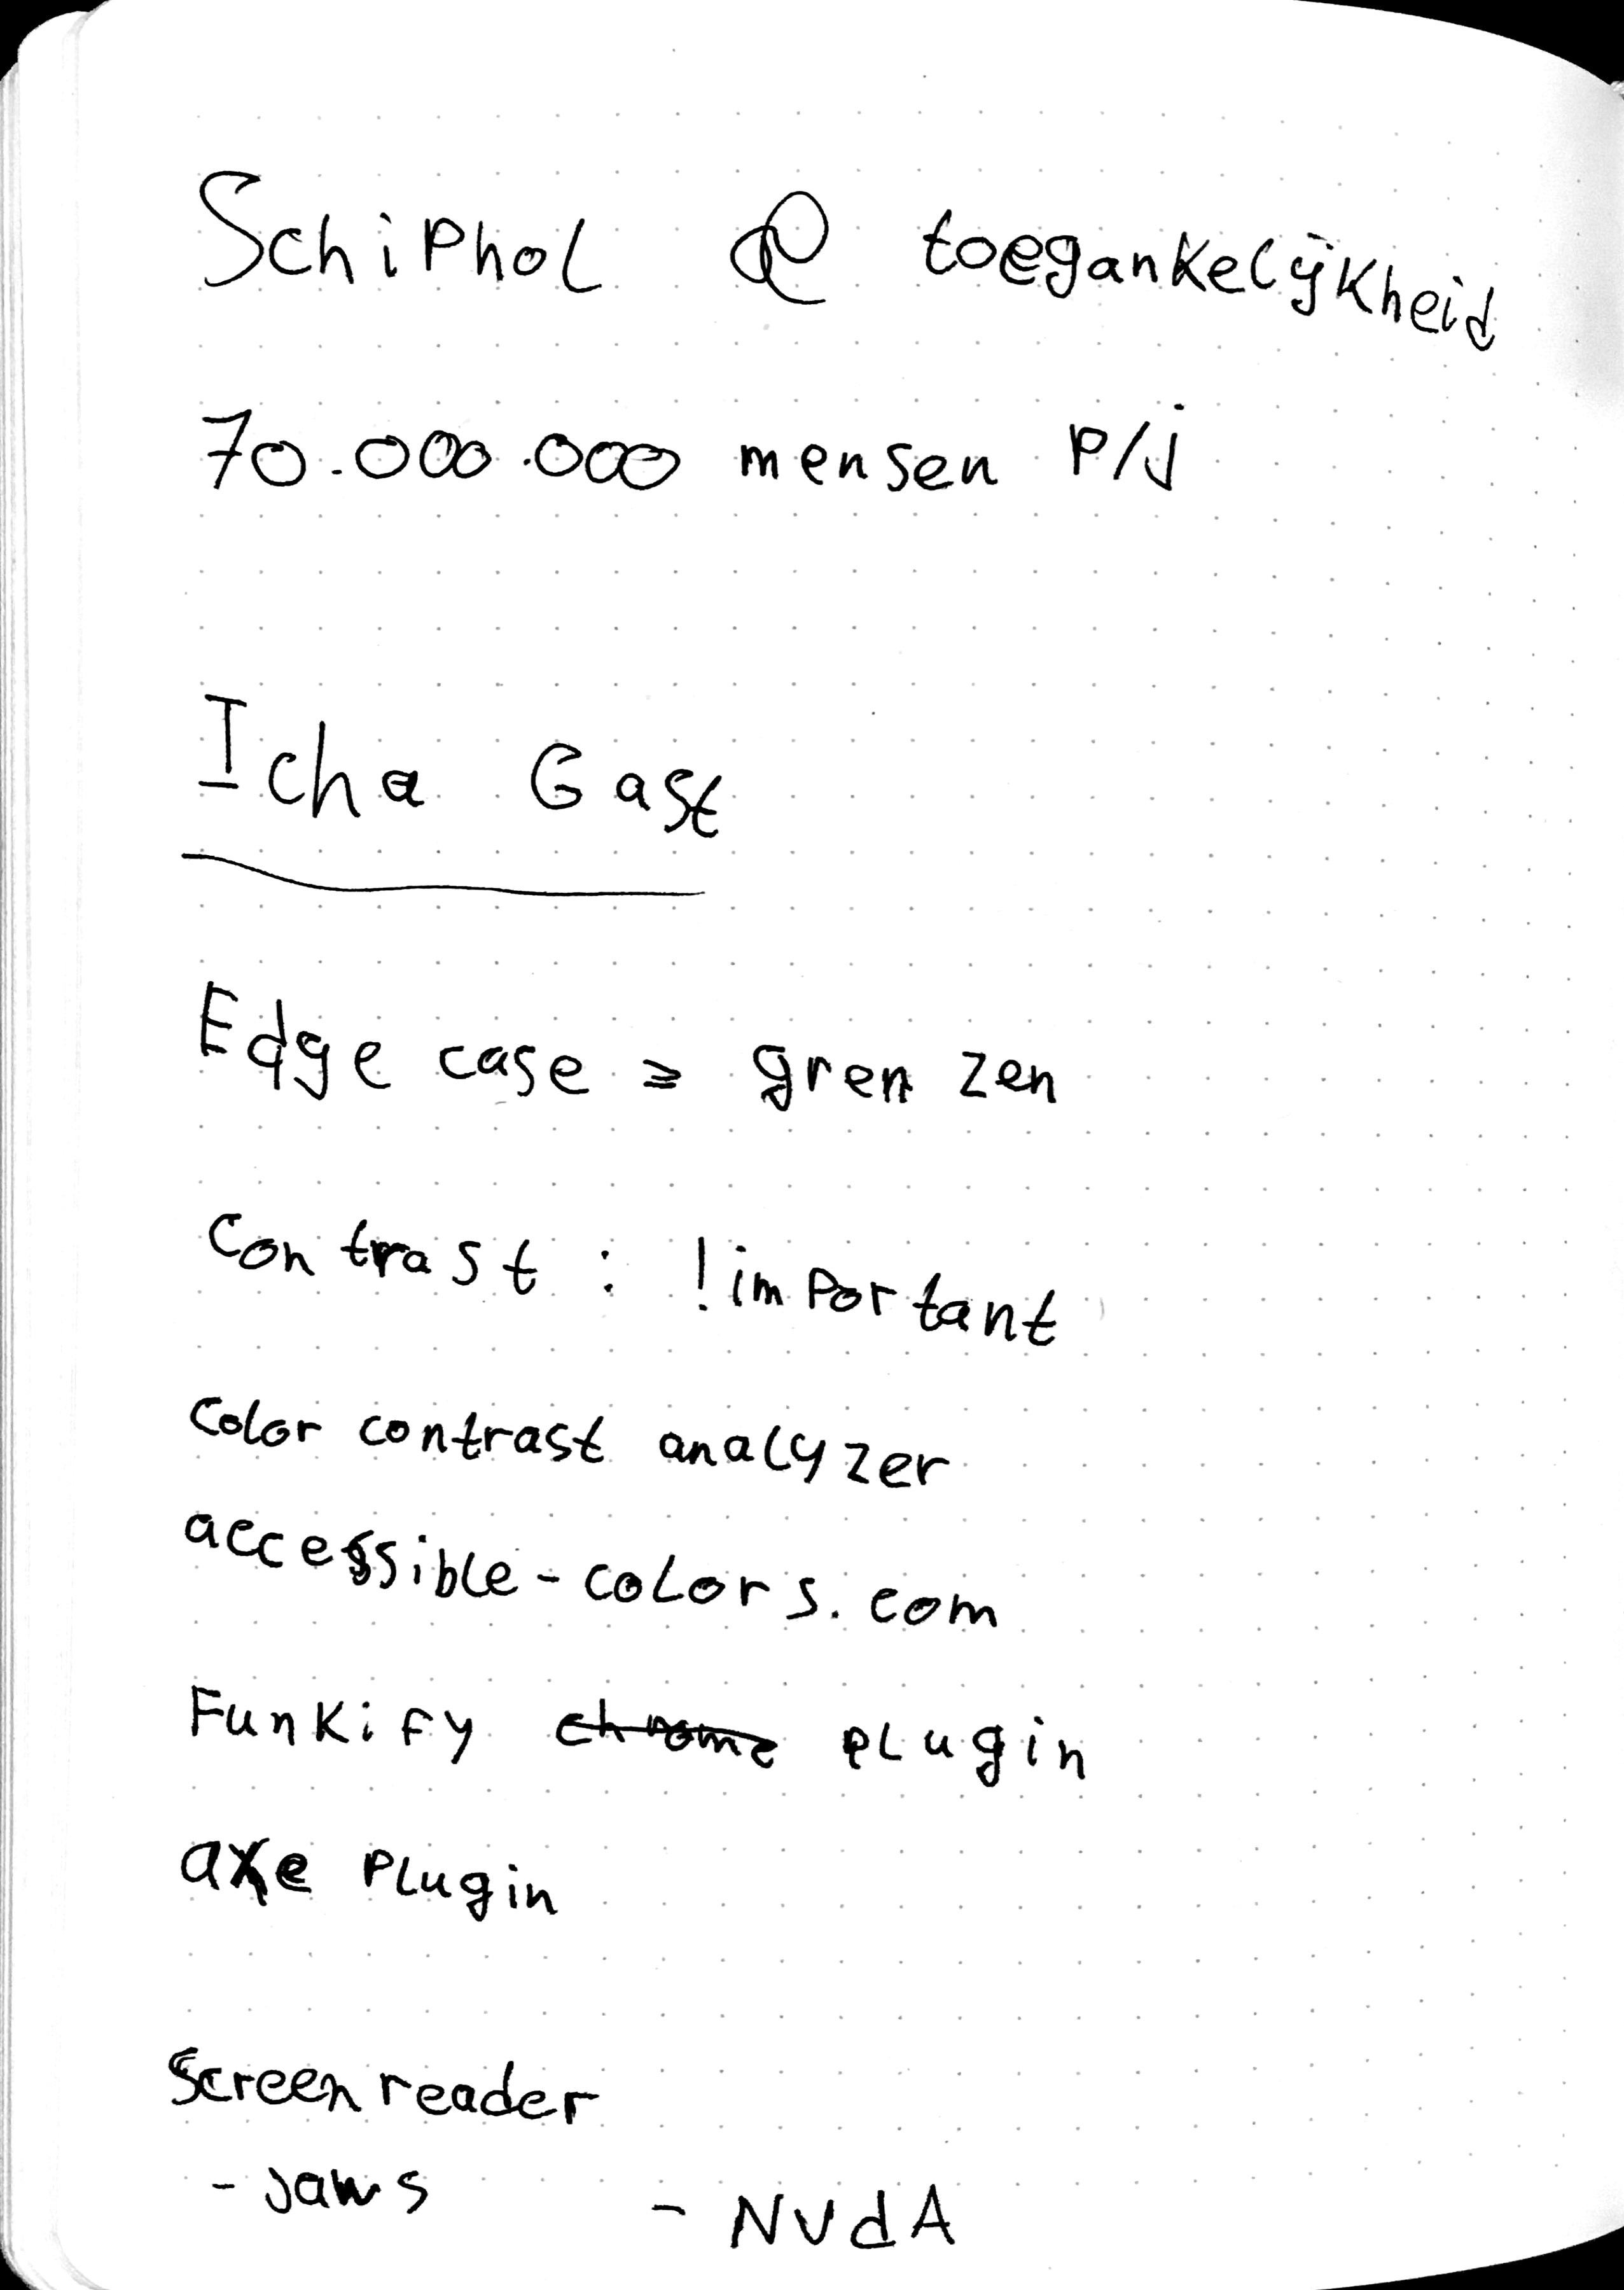 Schiphol & toegankelijkheid
70.000.000 mensen p/j
Icha Gast
Edge case = grenzen
Contrast : !important
Color contrast analyzer
accessible-colors.com
Funkify chrome plugin
axe plugin
Screenreader
- Jaws - NVdA